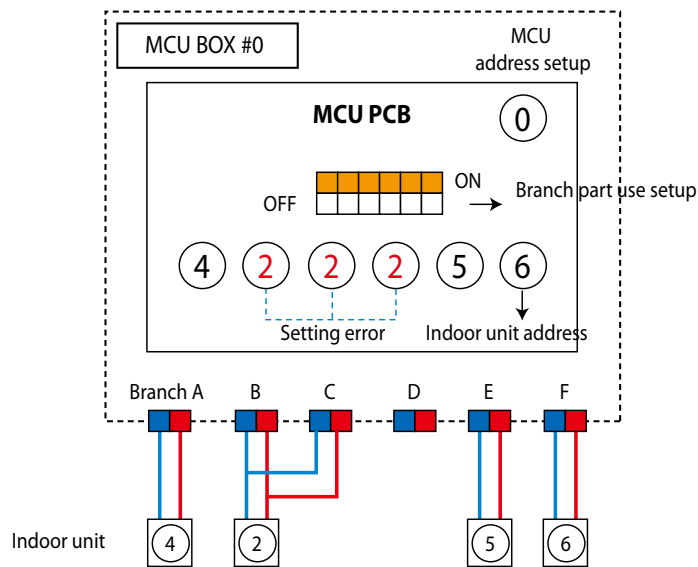 MCU BOX #0
MCU
address setup
MCU PCB
0
ON
Branch part use setup
OFF
4 2 2 2 5 6
Setting error
Indoor unit address
Branch A B C D E F
Indoor unit 4 2 5 6